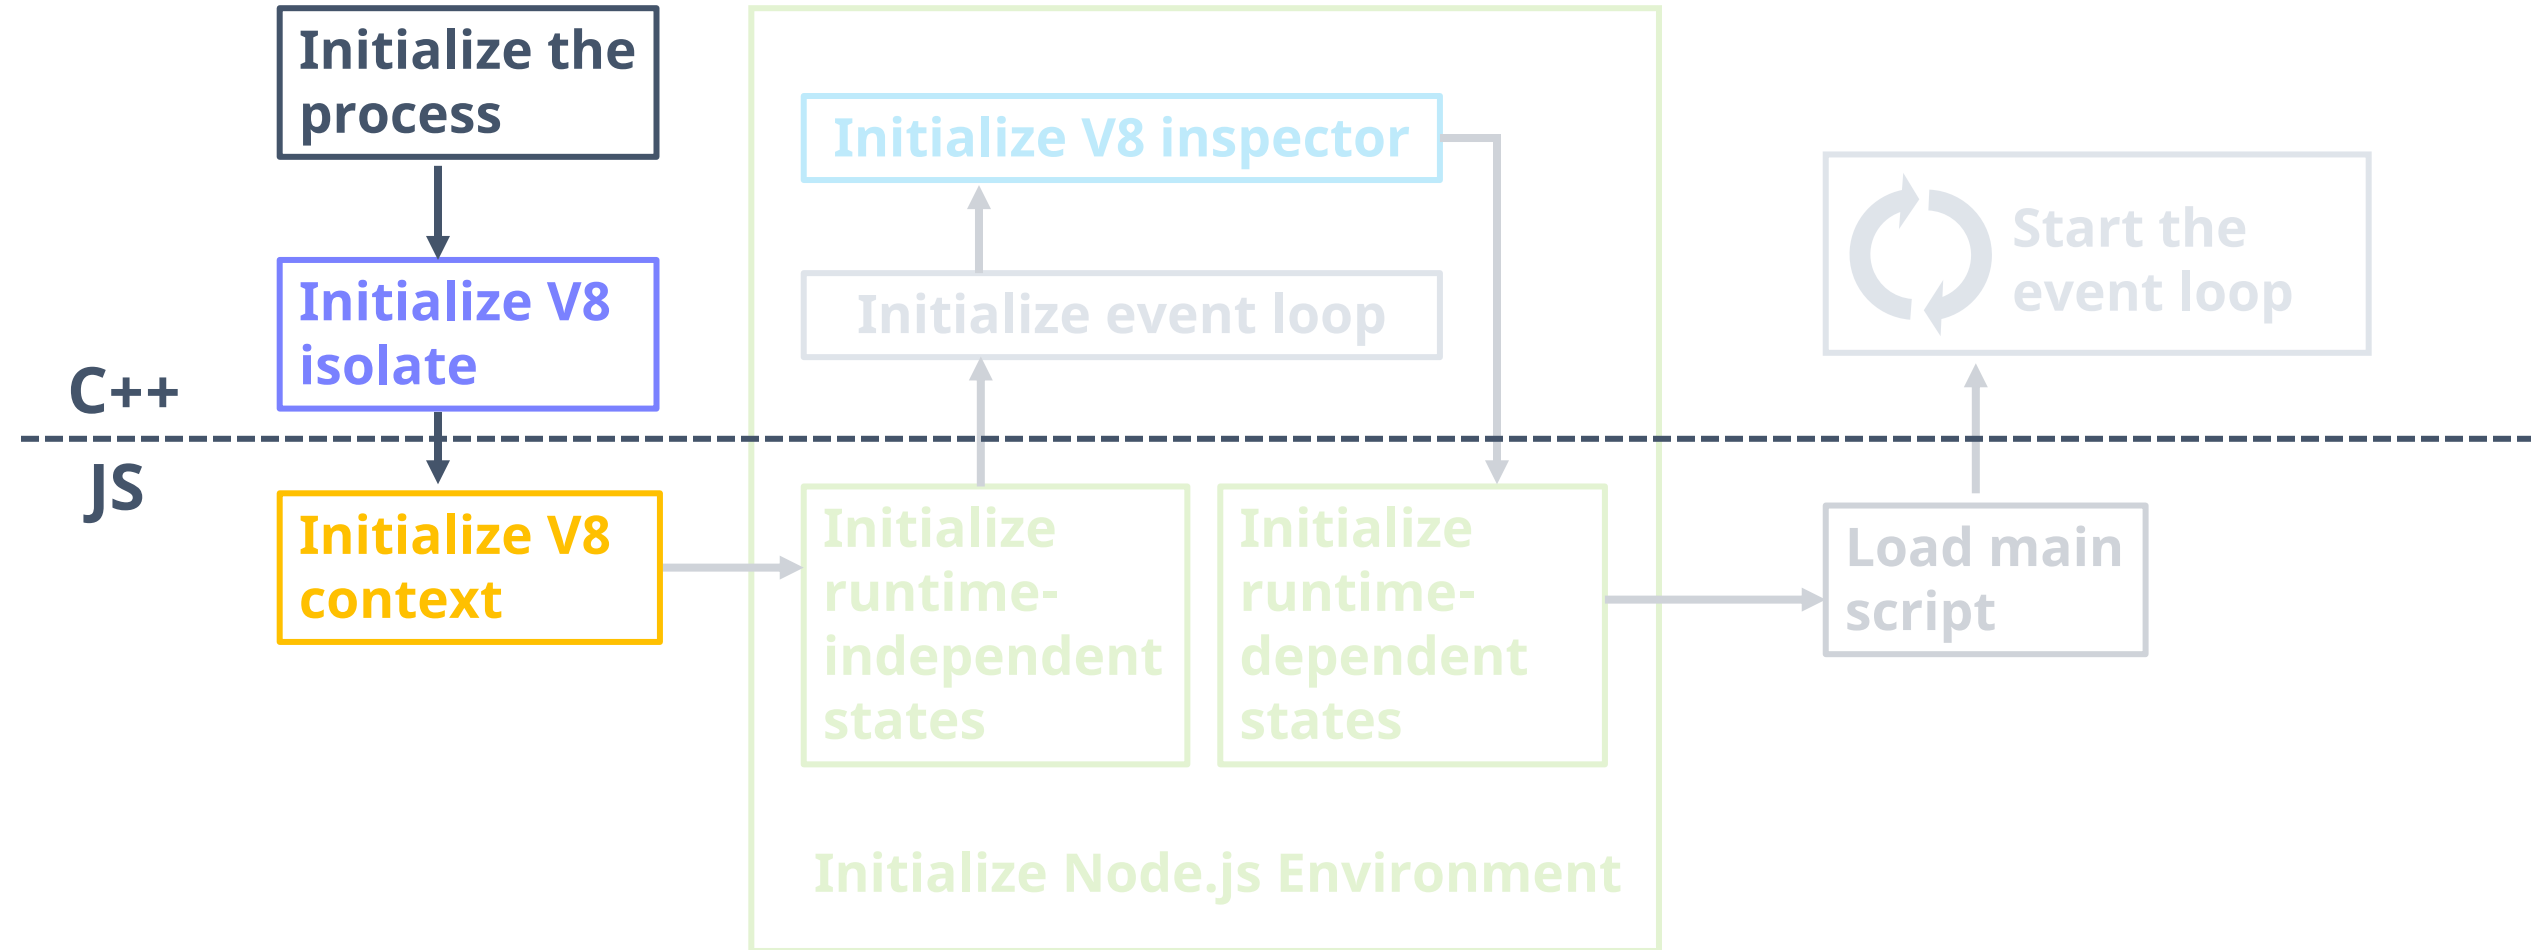 Initialize the
process
Initialize V8
isolate
C++
JS
Initialize V8
context
Initialize V8 inspector
Initialize event loop
Initialize
runtime-
independent
states
Initialize
runtime-
dependent
states
Initialize Node.js Environment
Start the
event loop
Load main
script